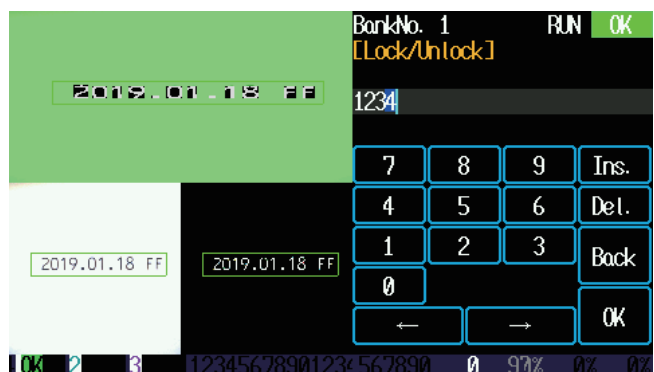 BankNo. 1 RUN OK
[Lock/Unlock]
2019.01.18 FF
1234
7 8 9 Ins.
4 5 6 Del.
1 2 3 Back
0
← → OK
2019.01.18 FF
2019.01.18 FF
OK 2 3 12345678901234567890 0 97% 0% 0%